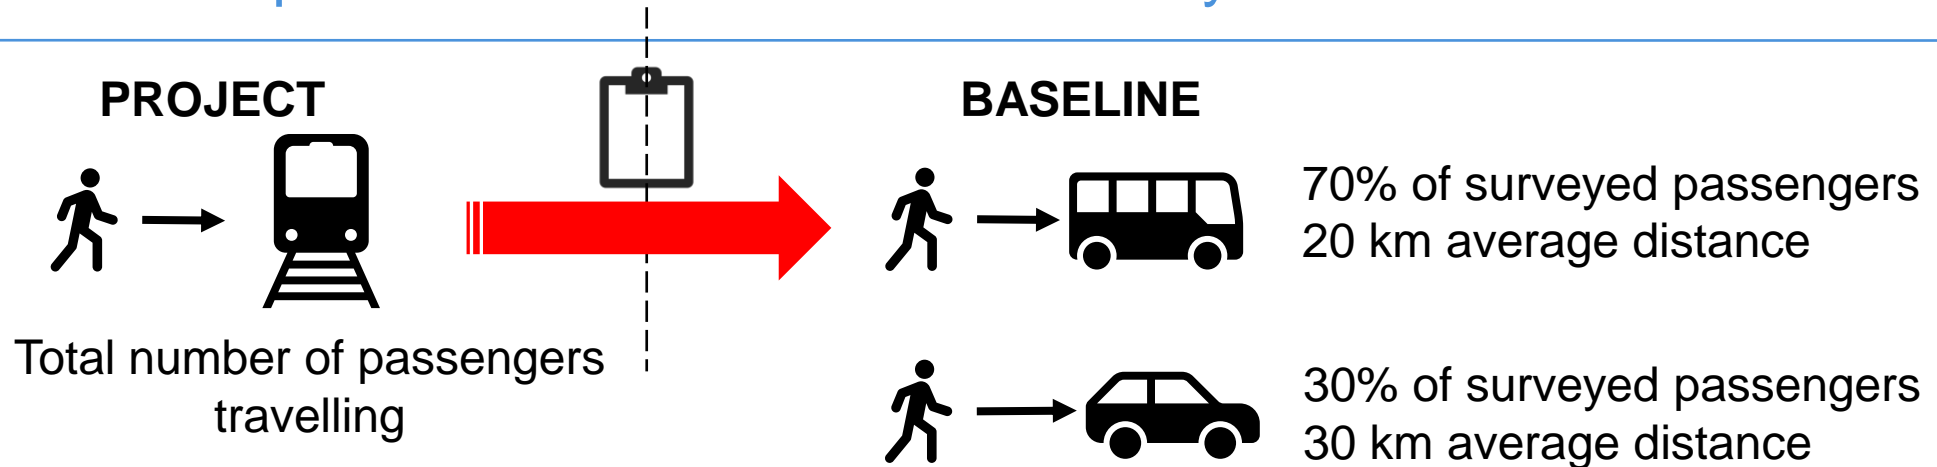 PROJECT
BASELINE
70% of surveyed passengers
20 km average distance
Total number of passengers
travelling
30% of surveyed passengers
30 km average distance